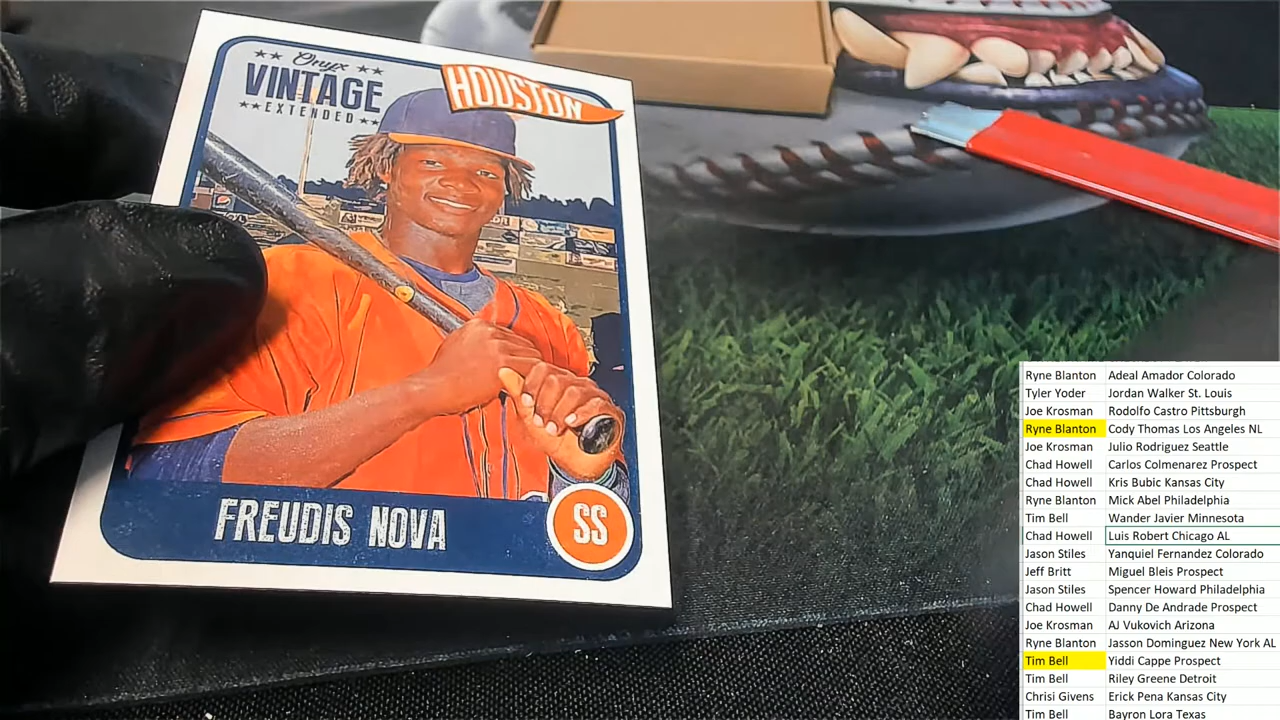 ★★ Onyx ★★
VINTAGE
★★EXTENDED★★
HOUSTON
FREUDIS NOVA
SS
Ryne Blanton Adeal Amador Colorado
Tyler Yoder Jordan Walker St. Louis
Joe Krosman Rodolfo Castro Pittsburgh
Ryne Blanton Cody Thomas Los Angeles NL
Joe Krosman Julio Rodriguez Seattle
Chad Howell Carlos Colmenarez Prospect
Chad Howell Kris Bubic Kansas City
Ryne Blanton Mick Abel Philadelphia
Tim Bell Wander Javier Minnesota
Chad Howell Luis Robert Chicago AL
Jason Stiles Yanquiel Fernandez Colorado
Jeff Britt Miguel Bleis Prospect
Jason Stiles Spencer Howard Philadelphia
Chad Howell Danny De Andrade Prospect
Joe Krosman AJ Vukovich Arizona
Ryne Blanton Jasson Dominguez New York AL
Tim Bell Yiddi Cappe Prospect
Tim Bell Riley Greene Detroit
Chrisi Givens Erick Pena Kansas City
Tim Bell Bayron Lora Texas